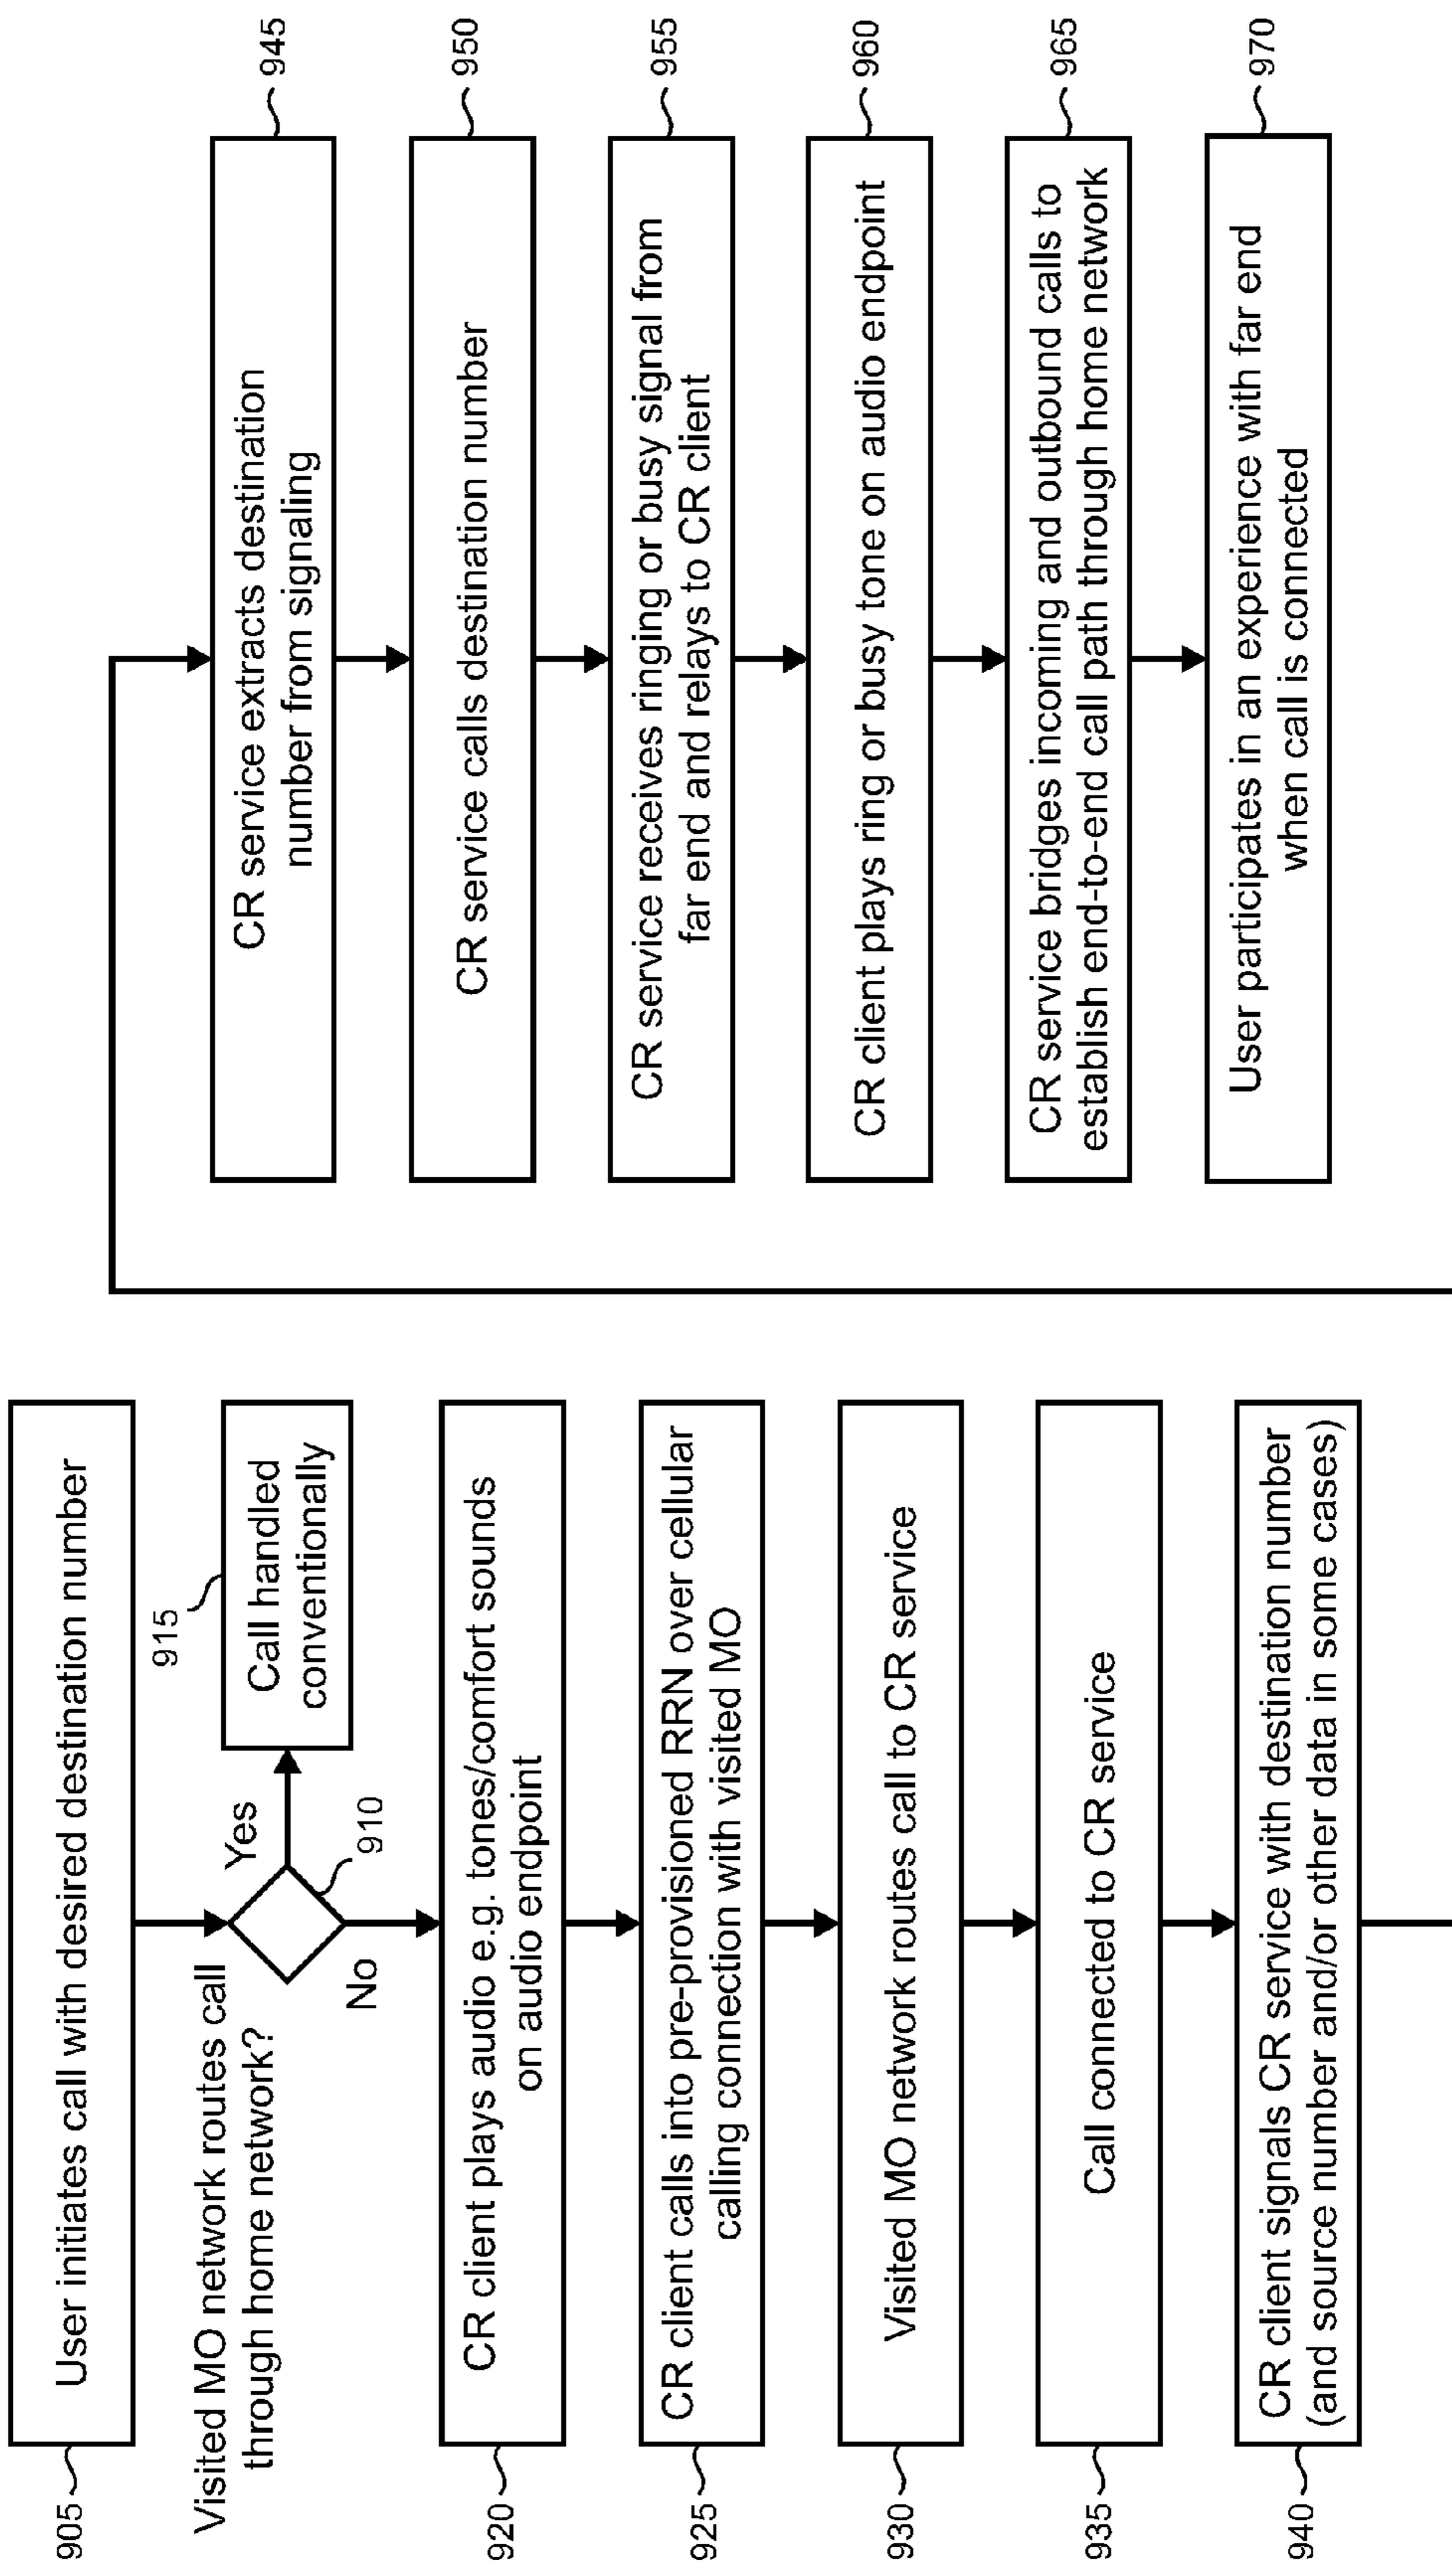 905
User initiates call with desired destination number
Visited MO network routes call
through home network?
Yes
910
No
915
Call handled
conventionally
920
CR client plays audio e.g. tones/comfort sounds
on audio endpoint
925
CR client calls into pre-provisioned RRN over cellular
calling connection with visited MO
930
Visited MO network routes call to CR service
935
Call connected to CR service
940
CR client signals CR service with destination number
(and source number and/or other data in some cases)
945
CR service extracts destination
number from signaling
950
CR service calls destination number
955
CR service receives ringing or busy signal from
far end and relays to CR client
960
CR client plays ring or busy tone on audio endpoint
965
CR service bridges incoming and outbound calls to
establish end-to-end call path through home network
970
User participates in an experience with far end
when call is connected